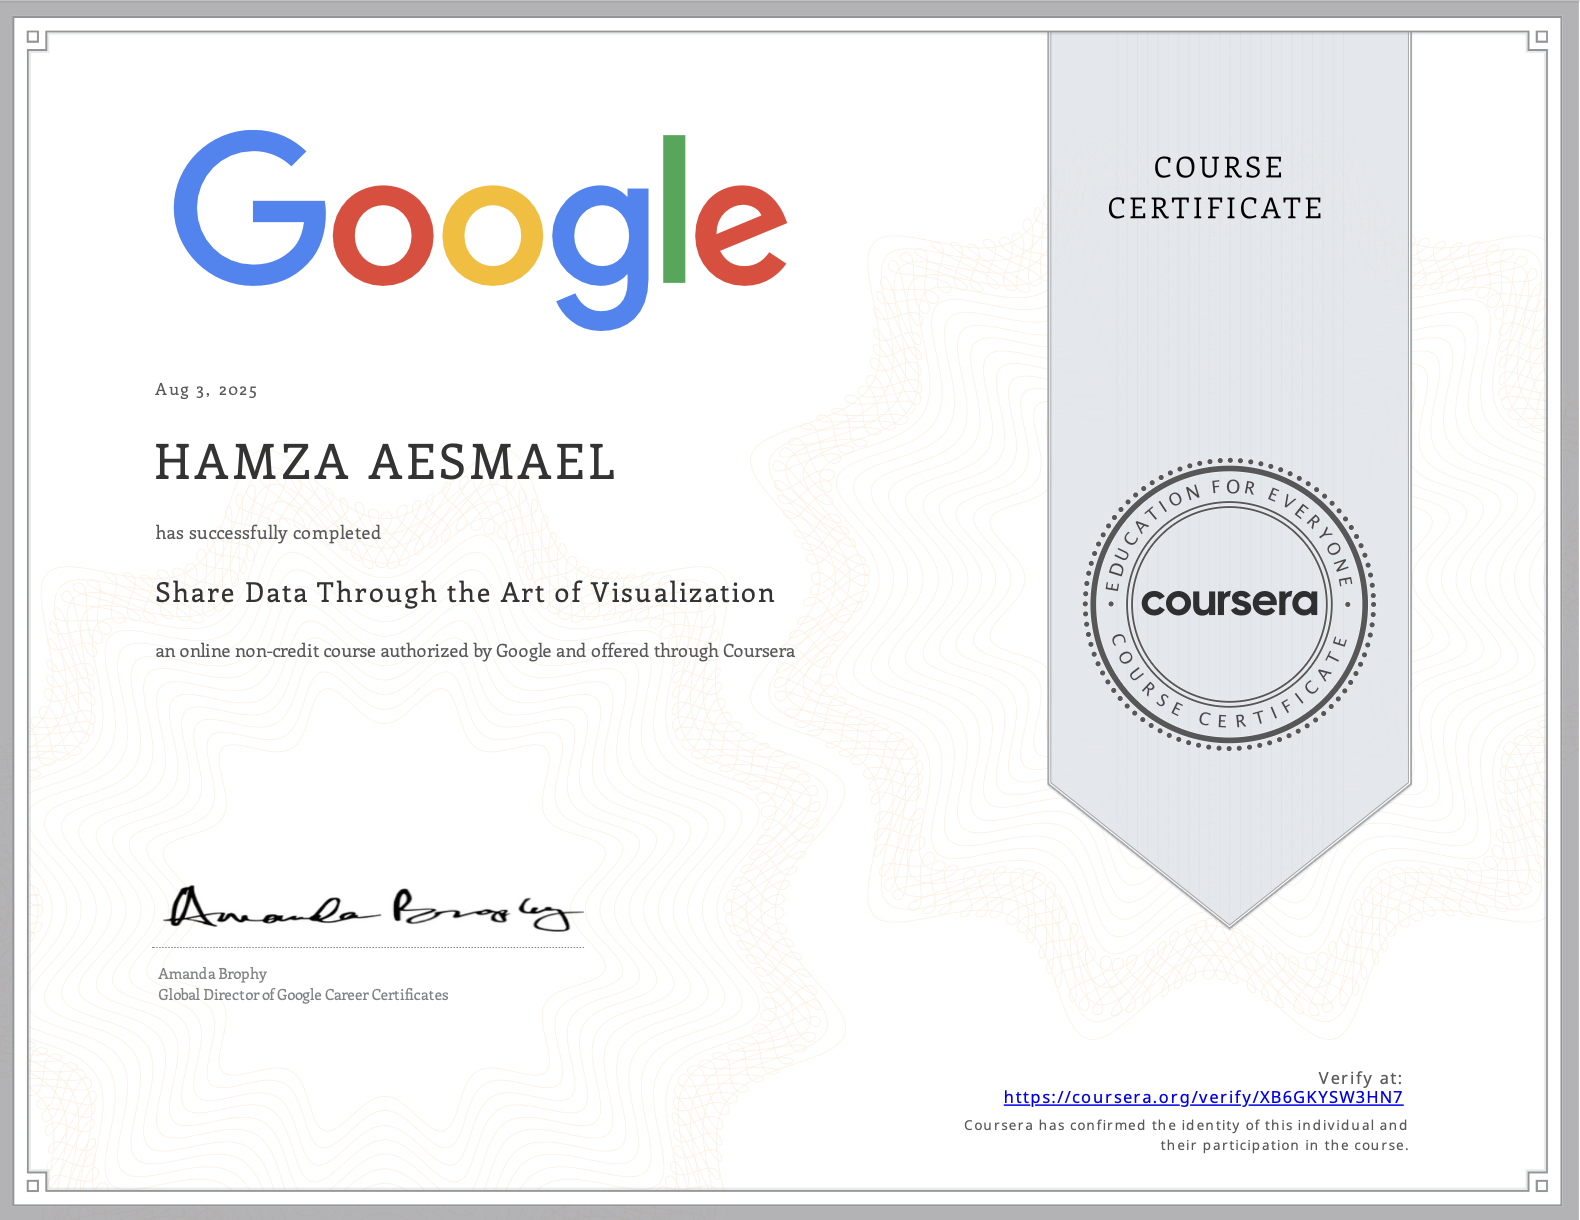 Google
COURSE
CERTIFICATE
Aug 3, 2025
HAMZA AESMAEL
has successfully completed
Share Data Through the Art of Visualization
an online non-credit course authorized by Google and offered through Coursera
EDUCATION FOR EVERYONE
coursera
COURSE CERTIFICATE
Amanda Brophy
Amanda Brophy
Global Director of Google Career Certificates
Verify at:
https://coursera.org/verify/XB6GKYSW3HN7
Coursera has confirmed the identity of this individual and
their participation in the course.